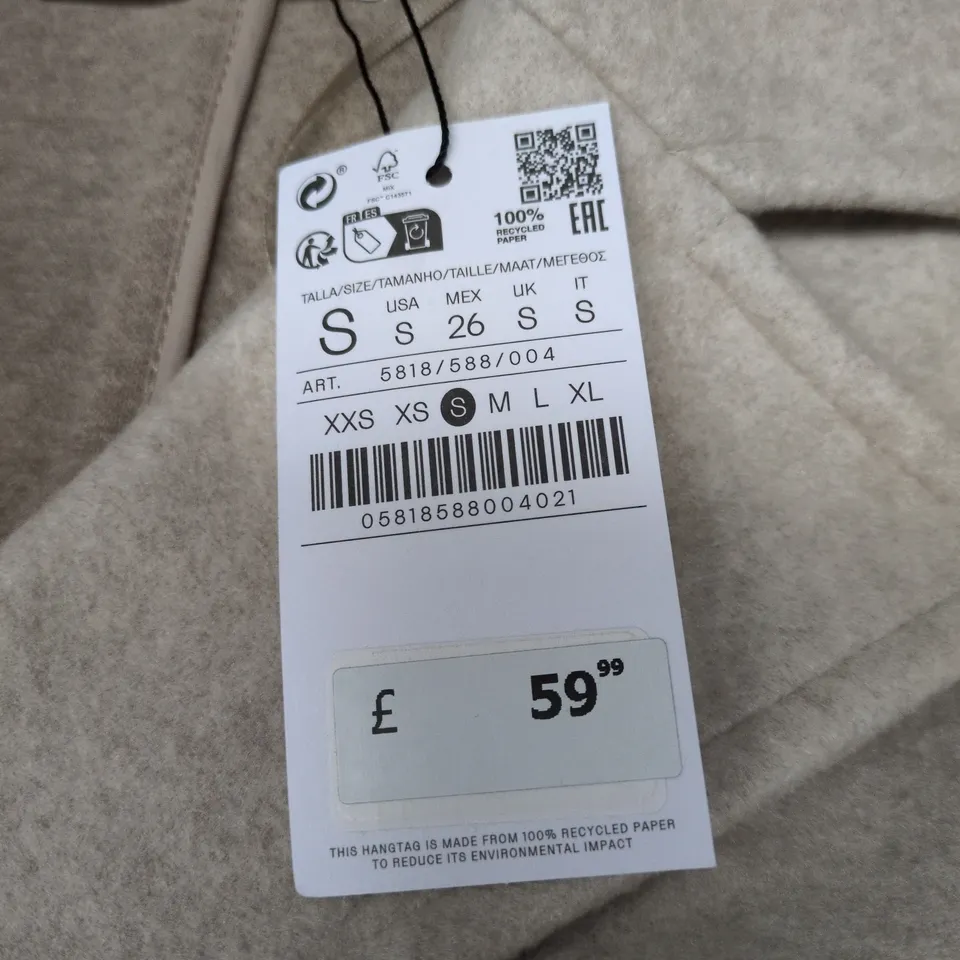 ®
FSC
MIX
FSC™ C143571
FR ES
100%
RECYCLED
PAPER
EAC
TALLA/SIZE/TAMANHO/TAILLE/MAAT/ΜΕΓΕΘΟΣ
S
USA
S
MEX
26
UK
S
IT
S
ART. 5818/588/004
XXS XS S M L XL
05818588004021
£ 59⁹⁹
THIS HANGTAG IS MADE FROM 100% RECYCLED PAPER
TO REDUCE ITS ENVIRONMENTAL IMPACT